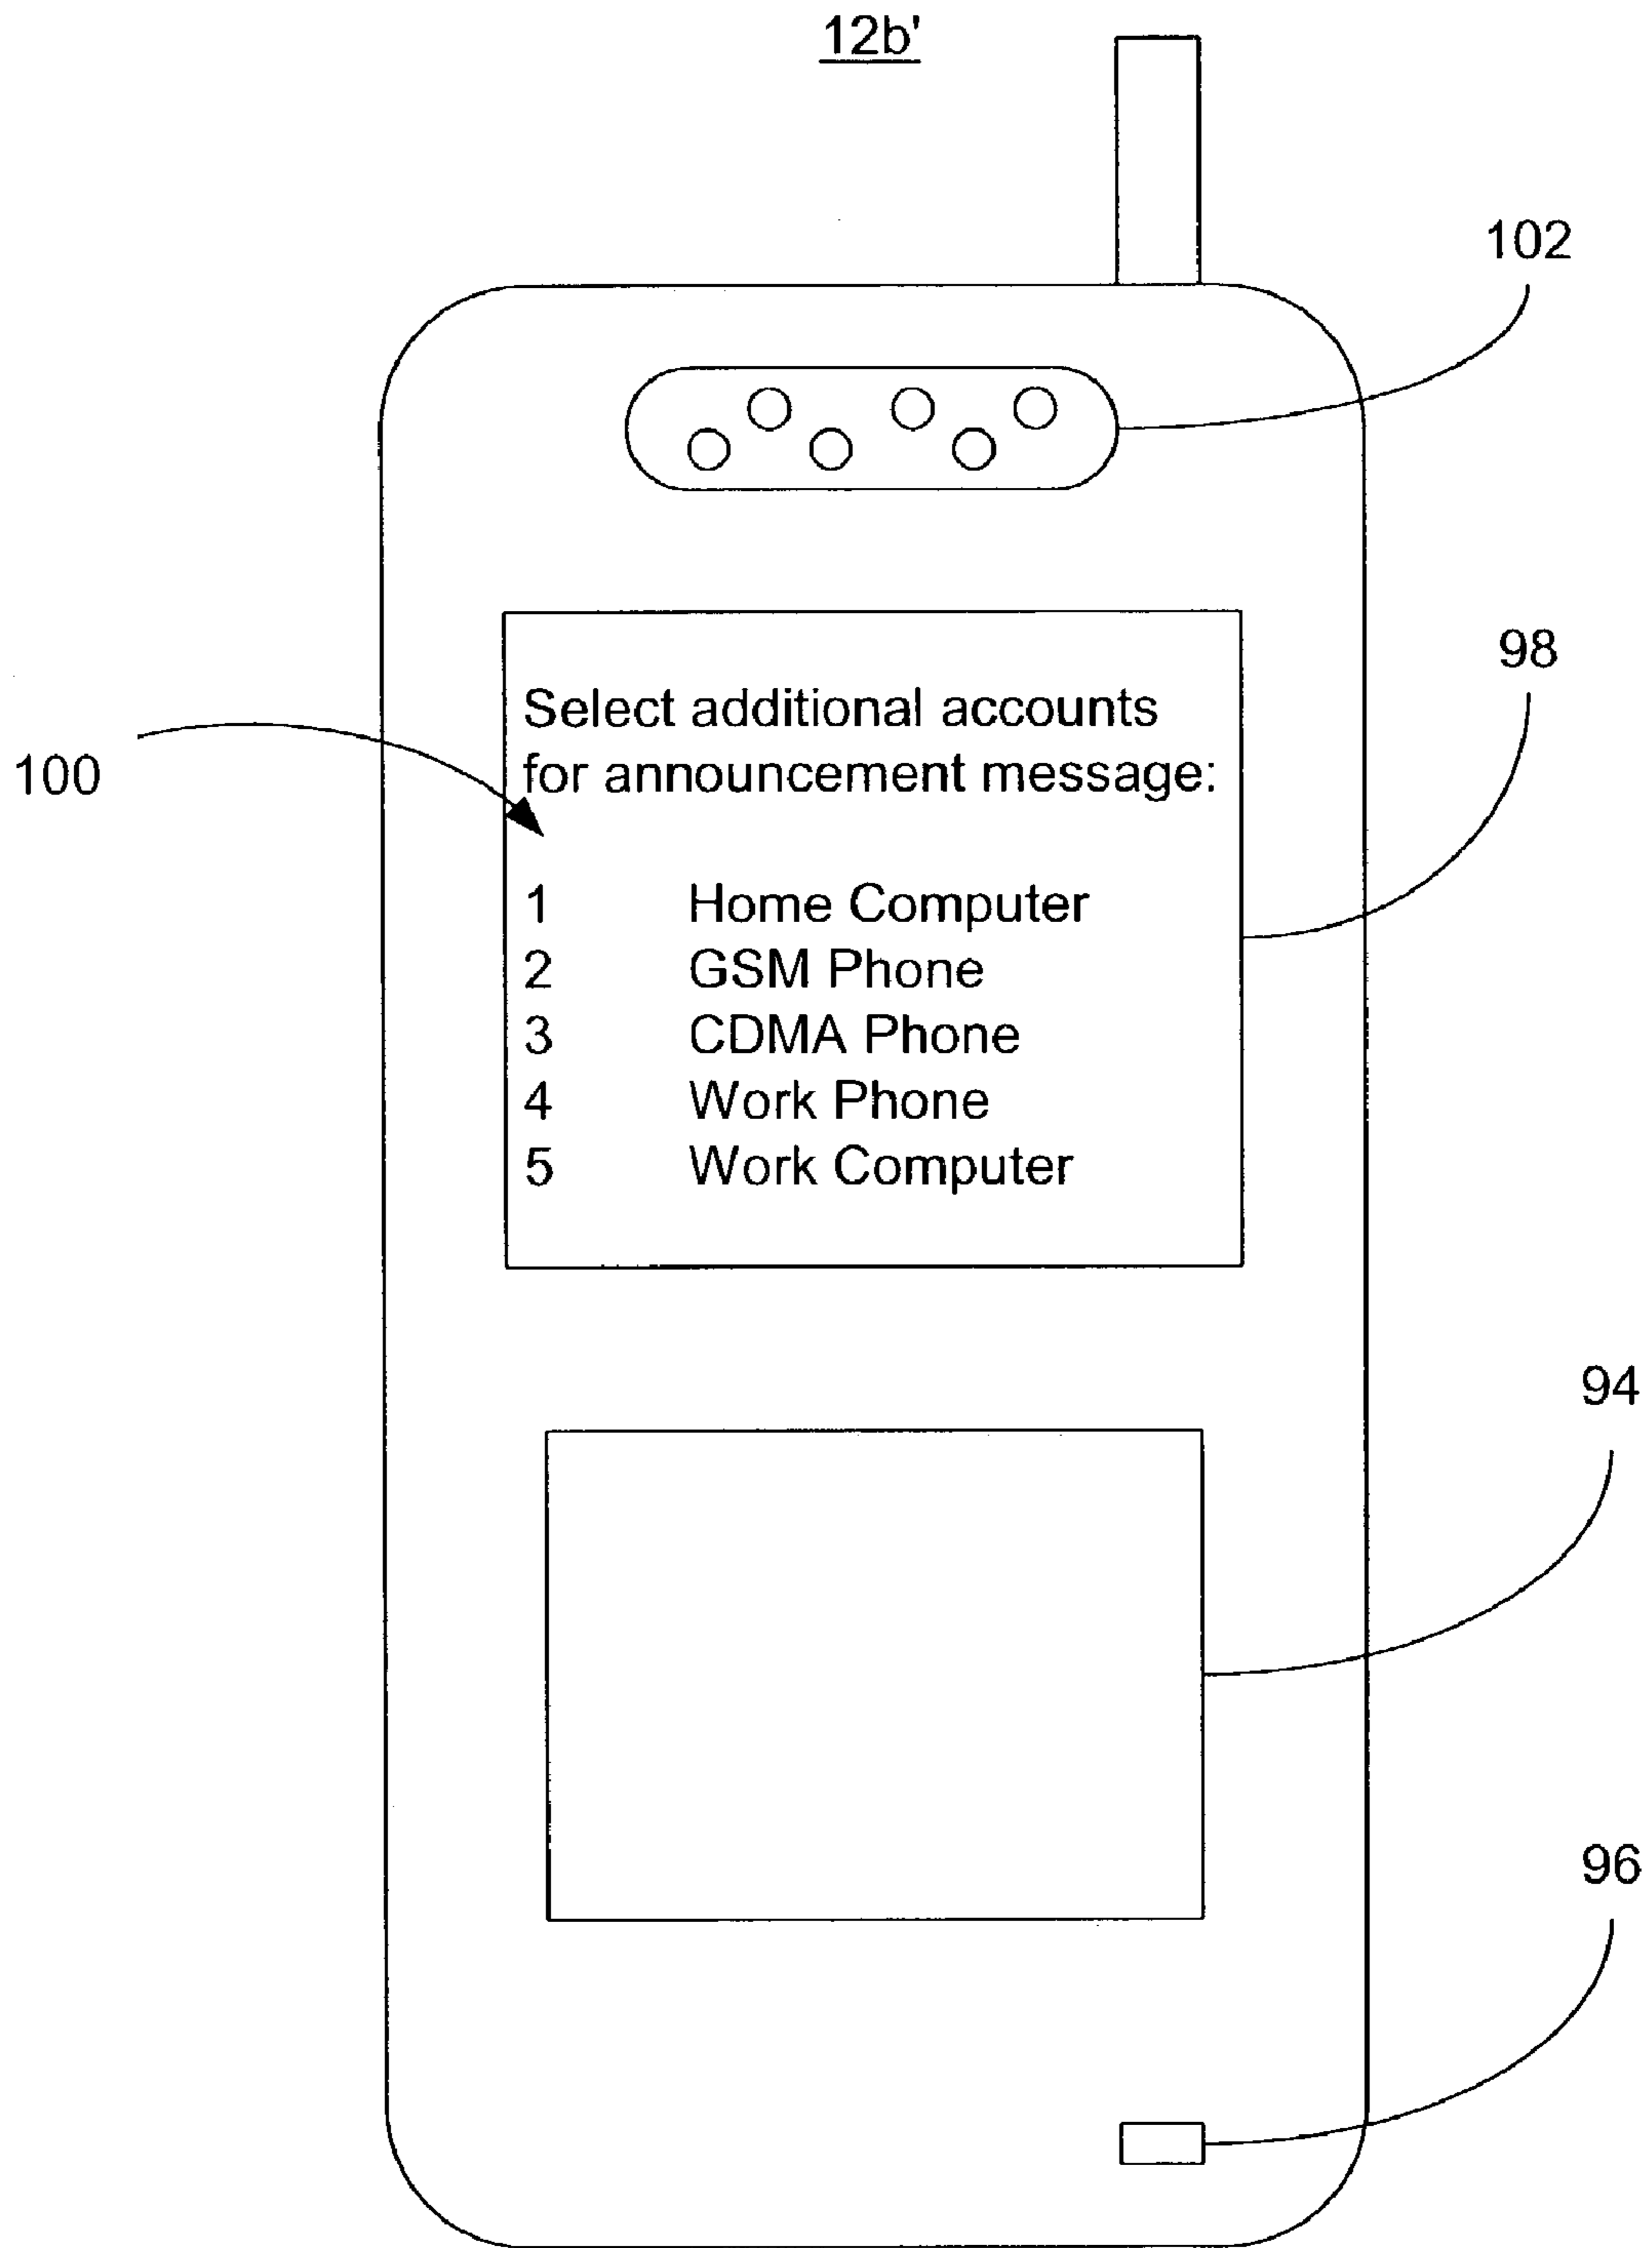 12b'
102
98
Select additional accounts
for announcement message:
100
1 Home Computer
2 GSM Phone
3 CDMA Phone
4 Work Phone
5 Work Computer
94
96